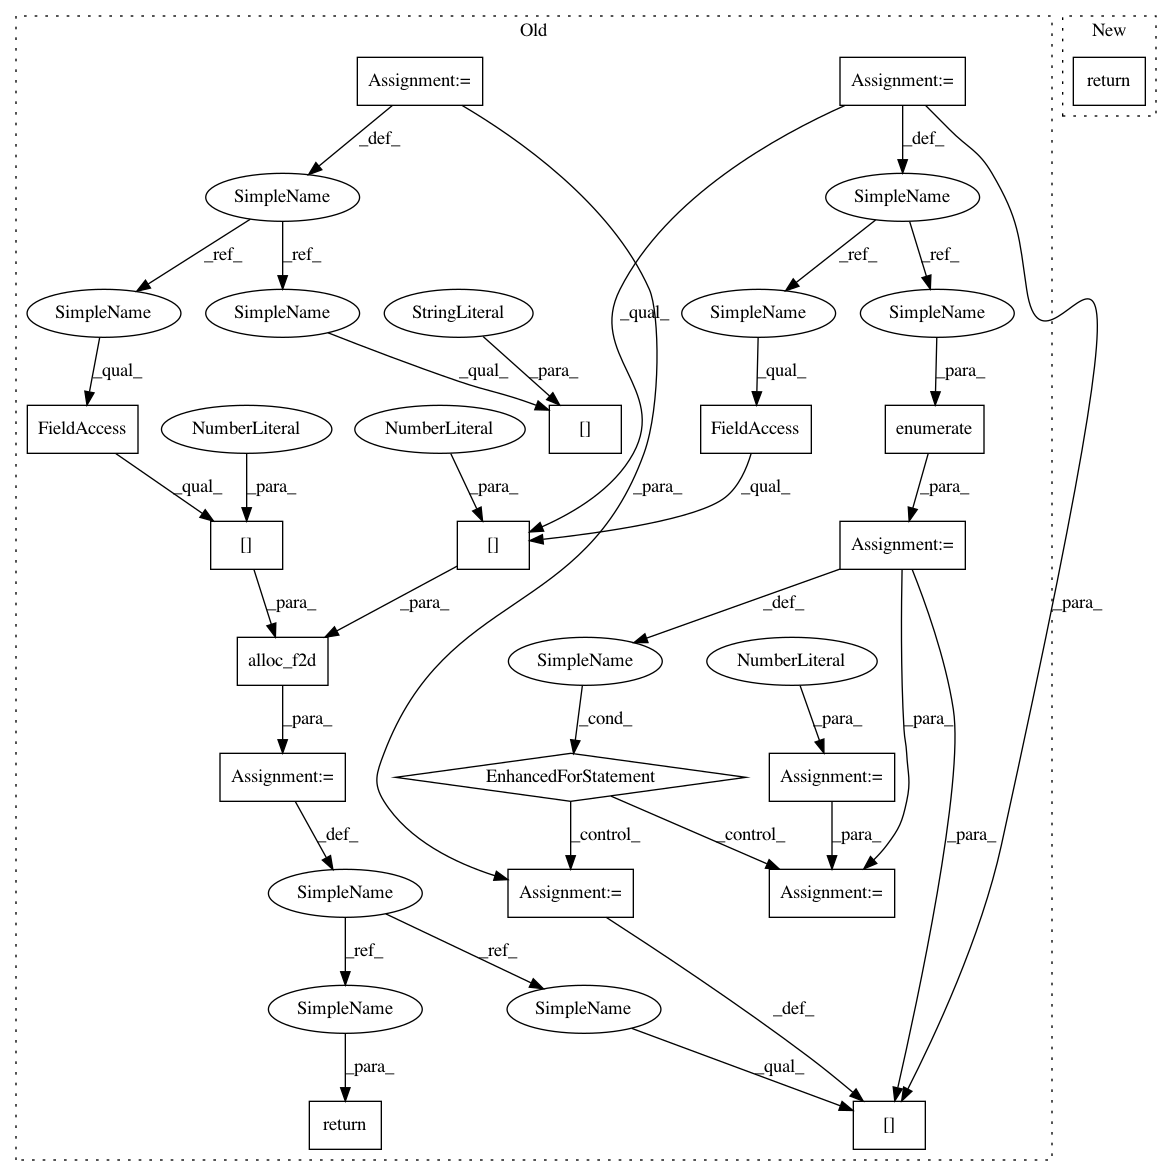 Old
New
Assignment:=
Assignment:=
return
_def_
_def_
SimpleName
SimpleName
_ref_
_ref_
_ref_
_ref_
SimpleName
SimpleName
StringLiteral
_qual_
SimpleName
SimpleName
_qual_
_qual_
_para_
_qual_
_para_
FieldAccess
NumberLiteral
NumberLiteral
[]
FieldAccess
enumerate
_qual_
_para_
_para_
_para_
_qual_
_para_
[]
[]
Assignment:=
_para_
_para_
_def_
_para_
alloc_f2d
SimpleName
NumberLiteral
_para_
_cond_
_para_
_para_
Assignment:=
EnhancedForStatement
Assignment:=
_def_
_control_
_control_
_para_
_para_
SimpleName
Assignment:=
Assignment:=
_ref_
_ref_
SimpleName
SimpleName
_def_
_para_
_qual_
return
[]